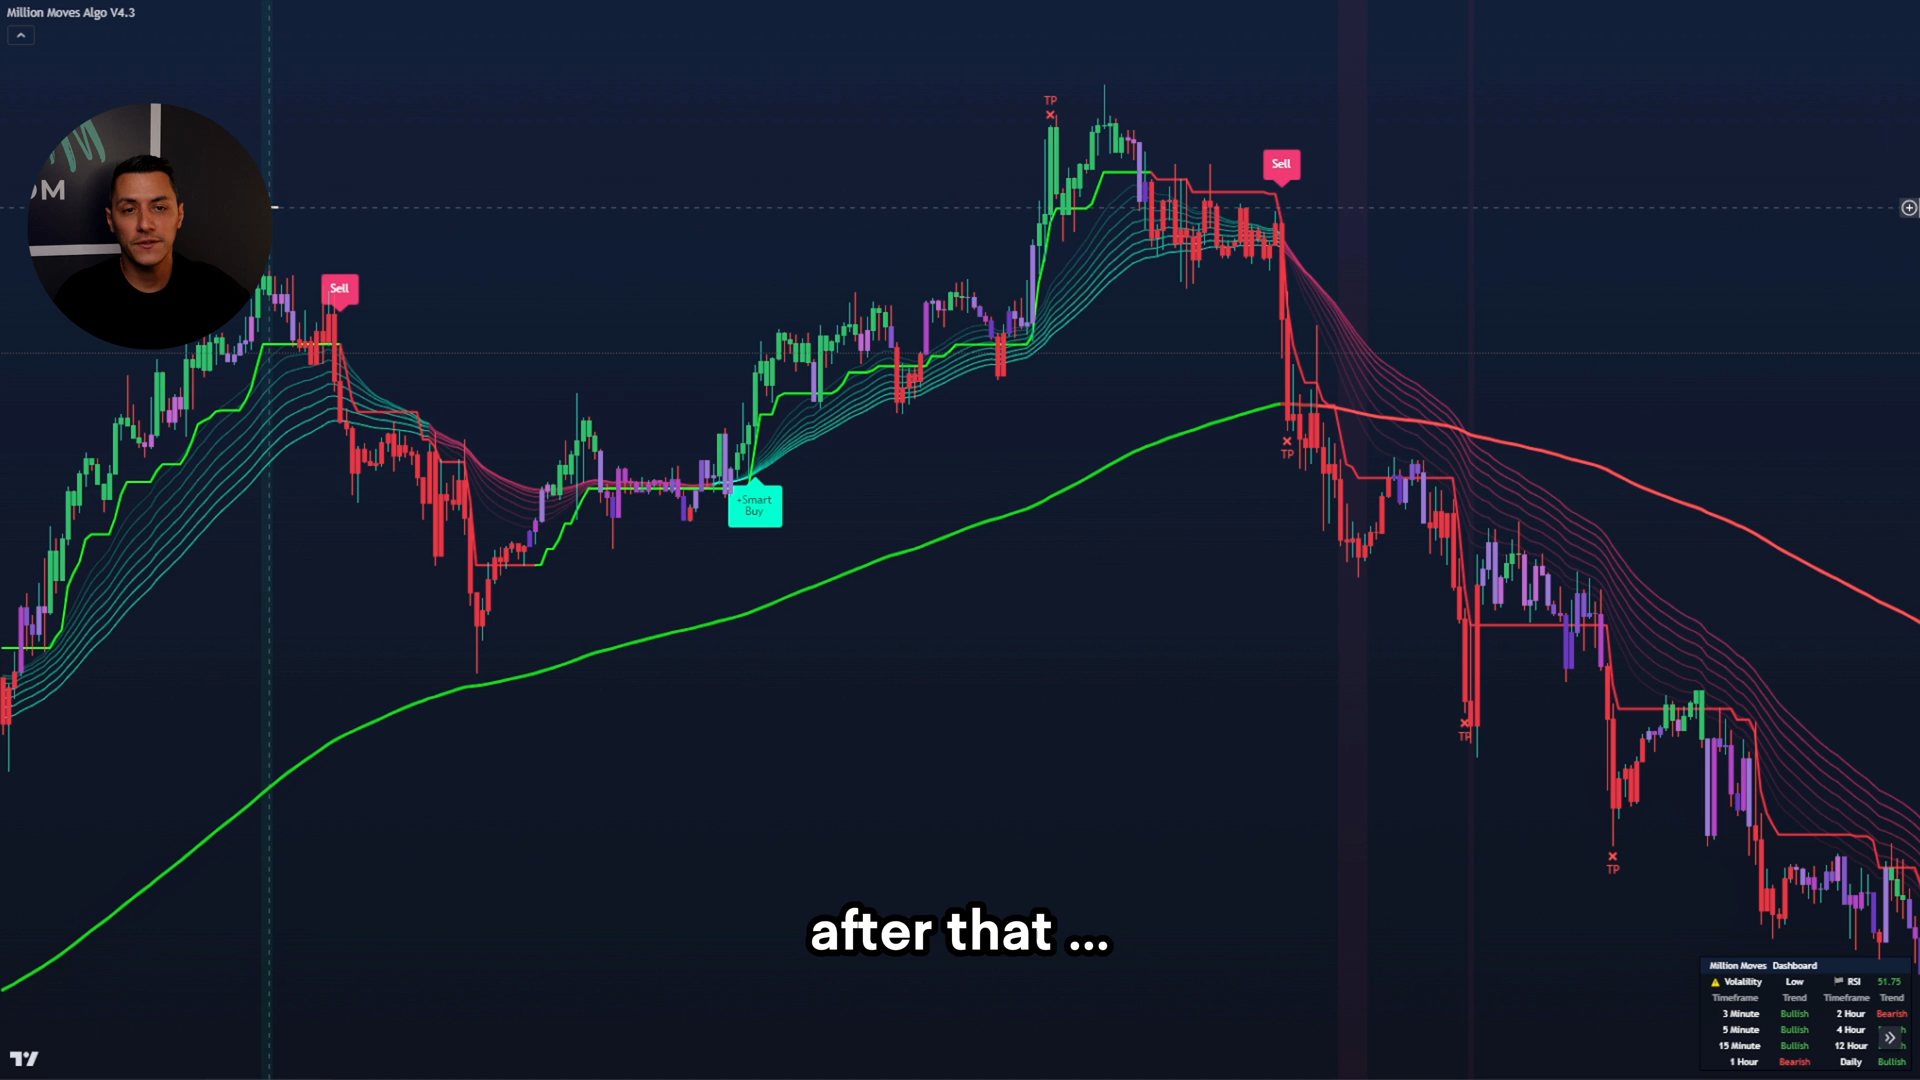 Million Moves Algo V4.3
OM
TP
Sell
Sell
+Smart
Buy
TP
TP
TP
after that ...
Million Moves Dashboard
Volatility Low RSI 51.75
Timeframe Trend Timeframe Trend
3 Minute Bullish 2 Hour Bearish
5 Minute Bullish 4 Hour
15 Minute Bullish 12 Hour
1 Hour Bearish Daily Bullish